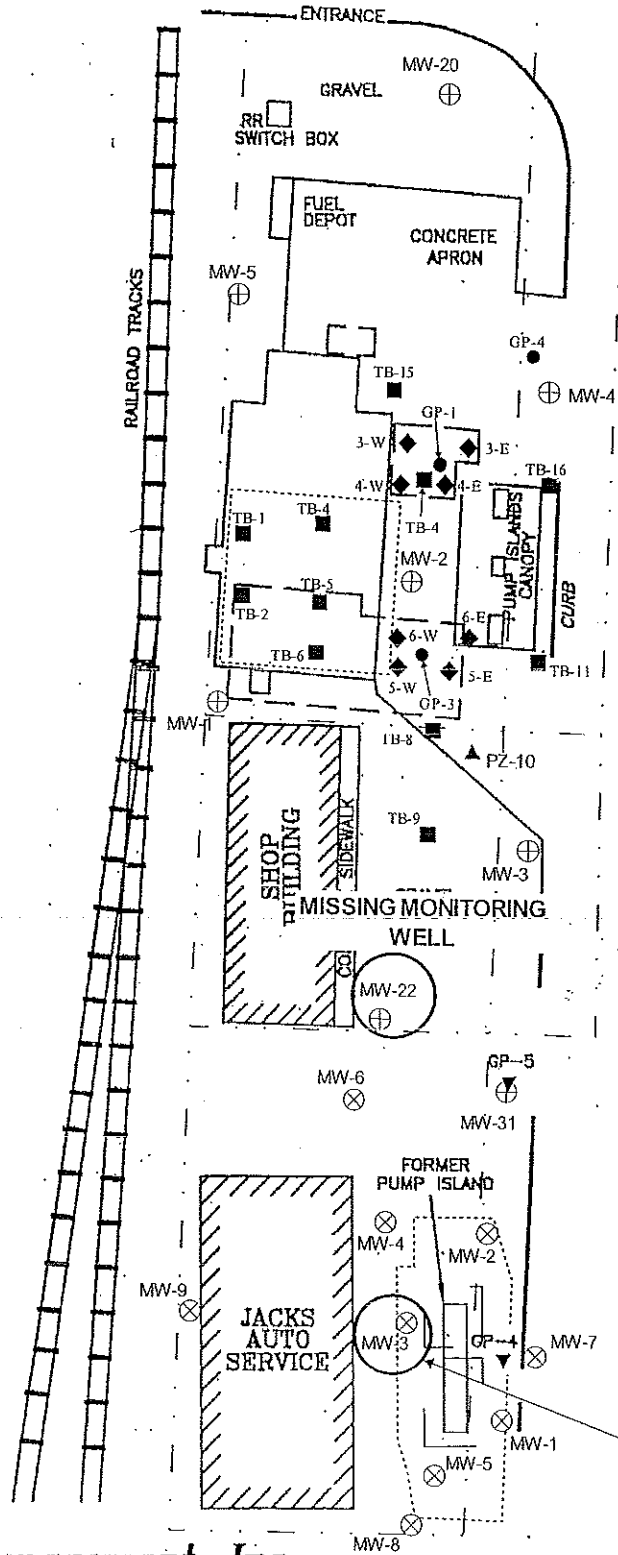 ENTRANCE
MW-20
GRAVEL
RR
SWITCH BOX
FUEL
DEPOT
CONCRETE
APRON
MW-5
RAILROAD TRACKS
GP-4
TB-15
MW-4
GP-1
3-W
3-E
TB-16
4-W
4-E
TB-1
TB-4
TB-4
PUMP ISLANDS
CANOPY
MW-2
CURB
TB-2
TB-5
6-W
6-E
TB-6
TB-11
5-W
5-E
GP-3
MW-1
TB-8
PZ-10
SHOP
BUILDING
SIDEWALK
TB-9
MW-3
MISSING MONITORING
WELL
CO
MW-22
GP-5
MW-6
MW-31
FORMER
PUMP ISLAND
MW-4
MW-2
MW-9
JACKS
AUTO
SERVICE
MW-3
GP-4
MW-7
MW-1
MW-5
MW-8